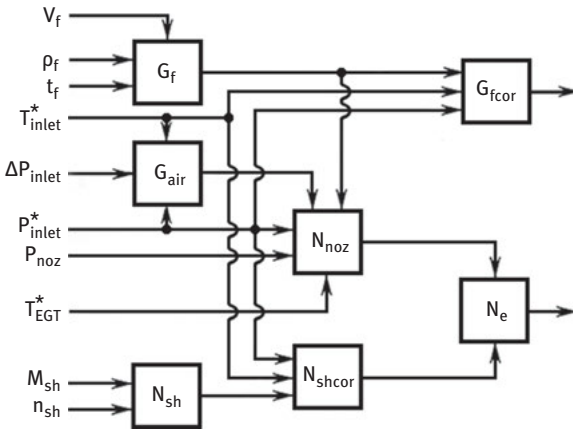 V_f
ρ_f
t_f
G_f
T*_inlet
G_fcor
ΔP_inlet
G_air
P*_inlet
P_noz
N_noz
T*_EGT
N_e
M_sh
n_sh
N_sh
N_shcor